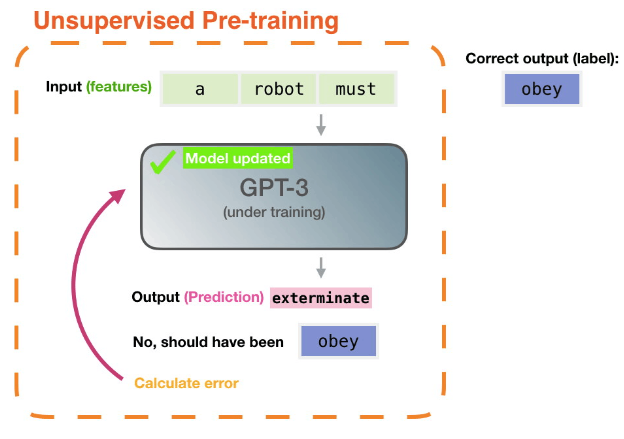 Unsupervised Pre-training
Correct output (label):
obey
Input (features) a robot must
Model updated
GPT-3
(under training)
Output (Prediction) exterminate
No, should have been obey
Calculate error